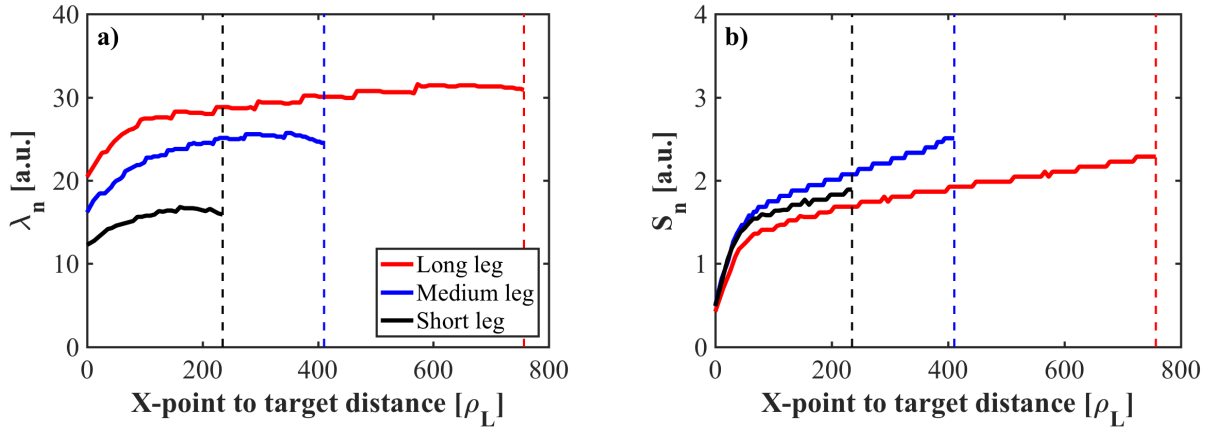 a)
40
30
20
10
0
λn [a.u.]
Long leg
Medium leg
Short leg
0 200 400 600 800
X-point to target distance [ρL]
b)
4
3
2
1
0
Sn [a.u.]
0 200 400 600 800
X-point to target distance [ρL]